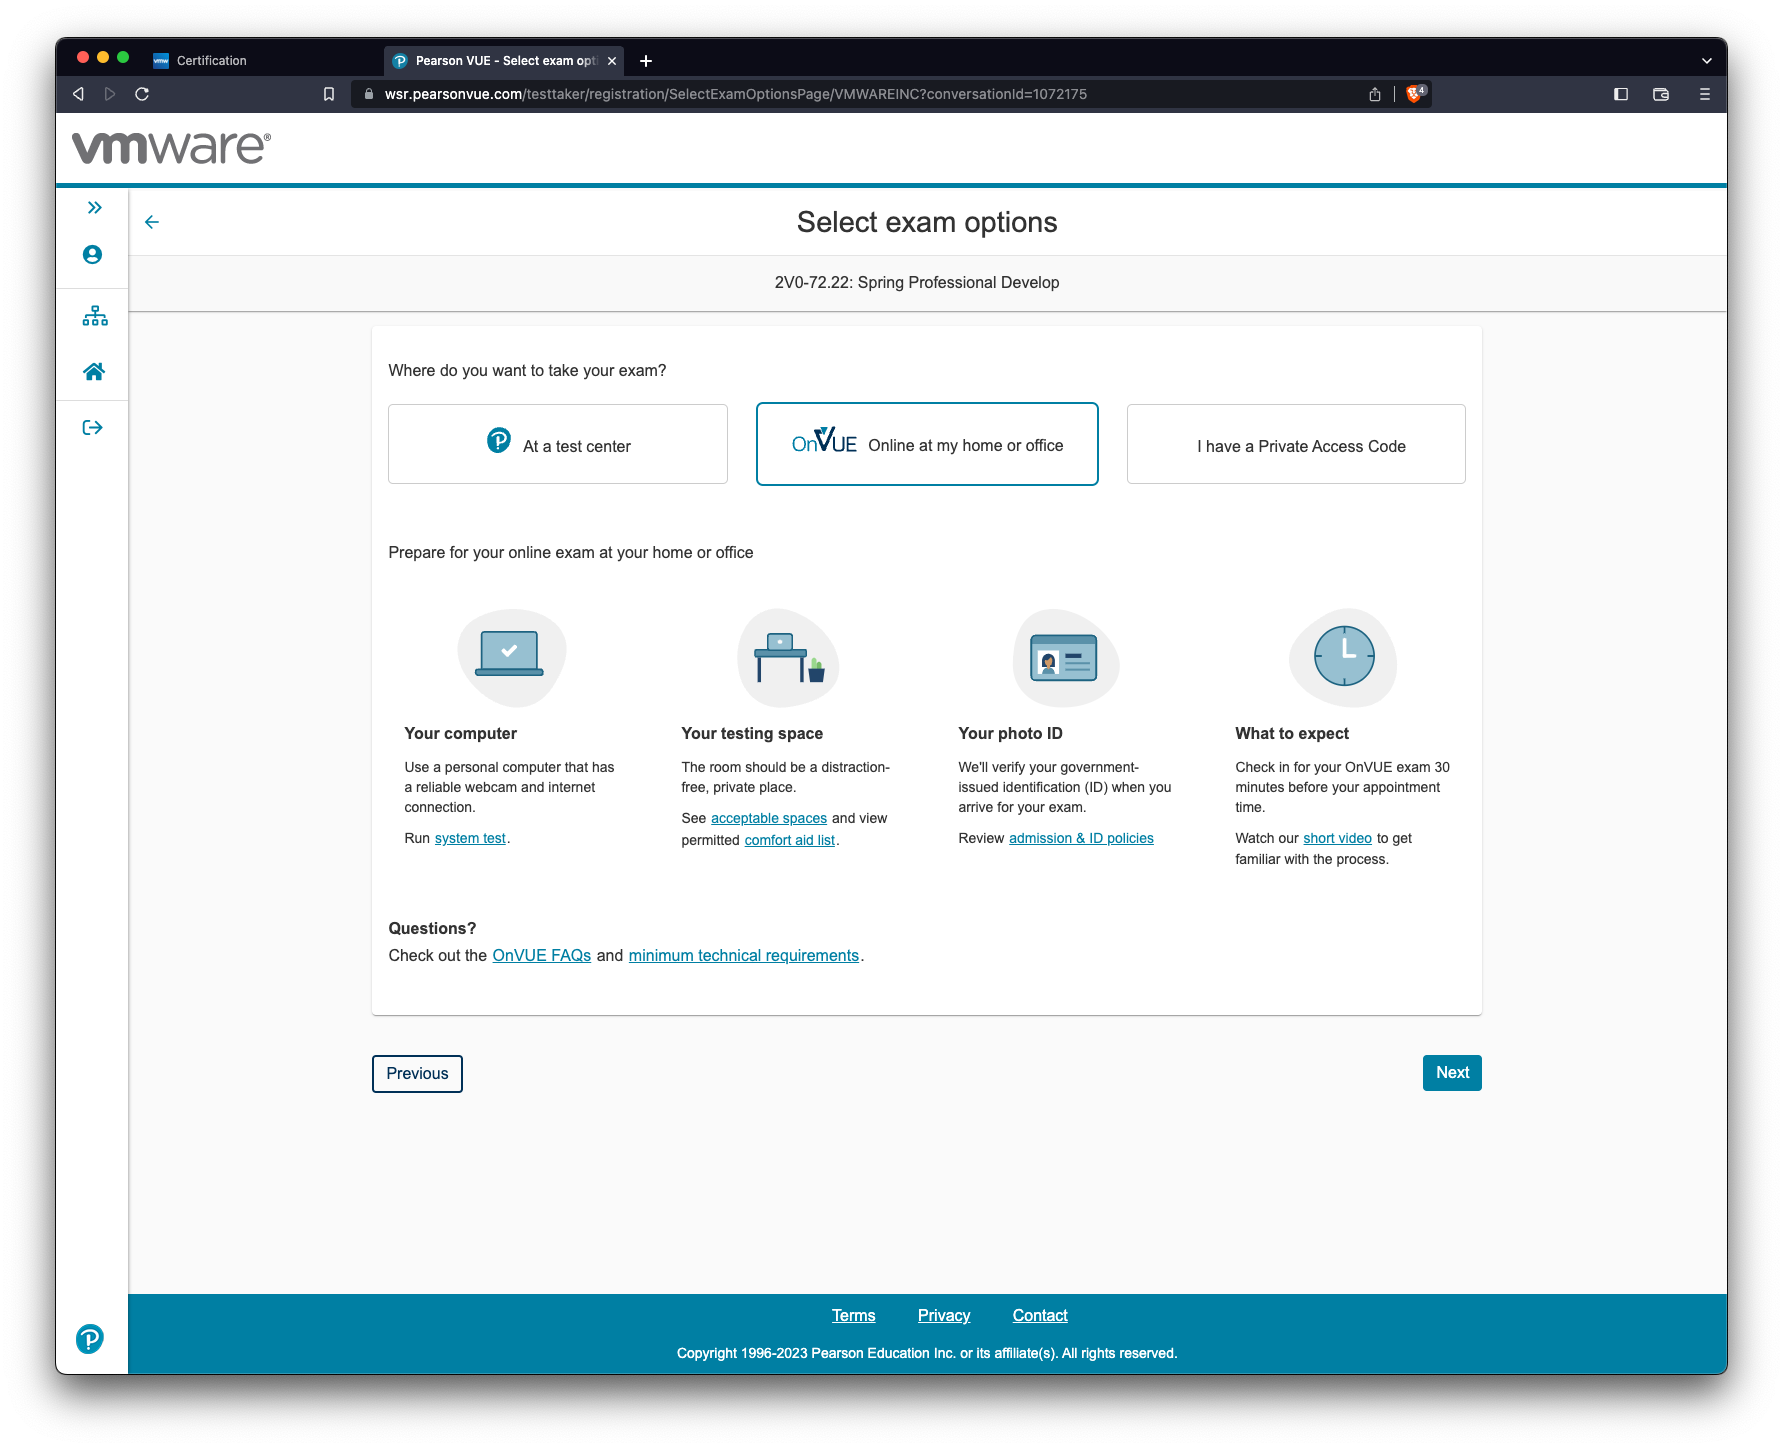 Certification
Pearson VUE - Select exam opti
wsr.pearsonvue.com/testtaker/registration/SelectExamOptionsPage/VMWAREINC?conversationId=1072175
4
vmware®
Select exam options
2V0-72.22: Spring Professional Develop
Where do you want to take your exam?
At a test center
OnVUE Online at my home or office
I have a Private Access Code
Prepare for your online exam at your home or office
Your computer
Use a personal computer that has
a reliable webcam and internet
connection.
Run system test.
Your testing space
The room should be a distraction-
free, private place.
See acceptable spaces and view
permitted comfort aid list.
Your photo ID
We'll verify your government-
issued identification (ID) when you
arrive for your exam.
Review admission & ID policies
What to expect
Check in for your OnVUE exam 30
minutes before your appointment
time.
Watch our short video to get
familiar with the process.
Questions?
Check out the OnVUE FAQs and minimum technical requirements.
Previous
Next
Terms Privacy Contact
Copyright 1996-2023 Pearson Education Inc. or its affiliate(s). All rights reserved.